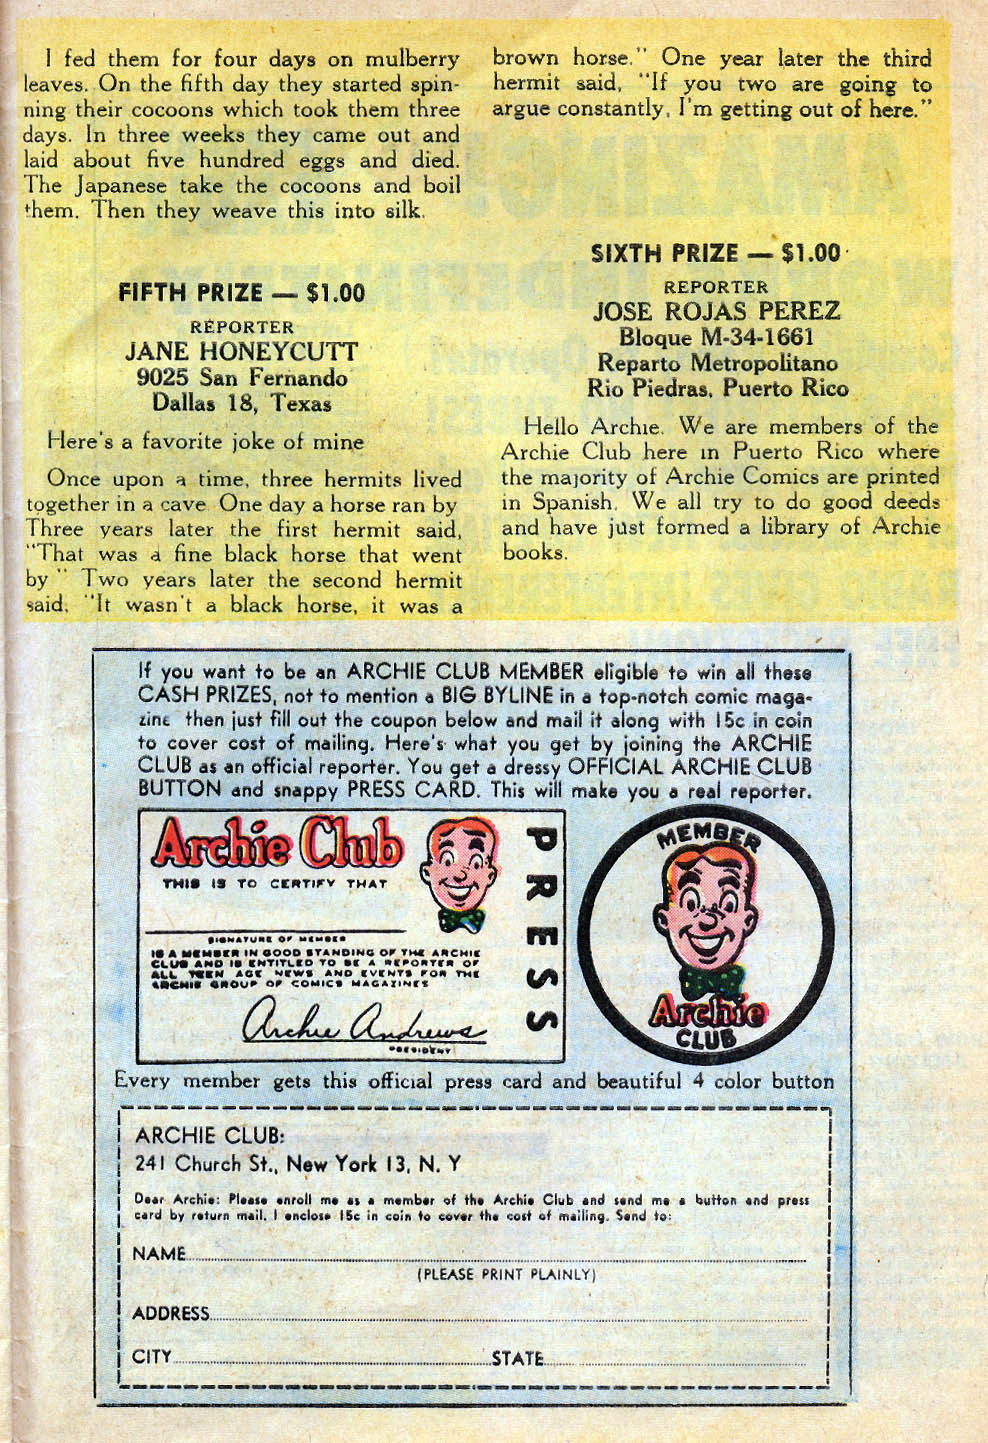 I fed them for four days on mulberry
leaves. On the fifth day they started spin-
ning their cocoons which took them three
days. In three weeks they came out and
laid about five hundred eggs and died.
The Japanese take the cocoons and boil
them. Then they weave this into silk.
FIFTH PRIZE — $1.00
REPORTER
JANE HONEYCUTT
9025 San Fernando
Dallas 18, Texas
Here's a favorite joke of mine
Once upon a time, three hermits lived
together in a cave One day a horse ran by
Three years later the first hermit said,
"That was a fine black horse that went
by" Two years later the second hermit
said, "It wasn't a black horse, it was a
brown horse." One year later the third
hermit said, "If you two are going to
argue constantly, I'm getting out of here."
SIXTH PRIZE — $1.00
REPORTER
JOSE ROJAS PEREZ
Bloque M-34-1661
Reparto Metropolitano
Rio Piedras, Puerto Rico
Hello Archie. We are members of the
Archie Club here in Puerto Rico where
the majority of Archie Comics are printed
in Spanish. We all try to do good deeds
and have just formed a library of Archie
books.
If you want to be an ARCHIE CLUB MEMBER eligible to win all these
CASH PRIZES, not to mention a BIG BYLINE in a top-notch comic maga-
zine then just fill out the coupon below and mail it along with 15c in coin
to cover cost of mailing. Here's what you get by joining the ARCHIE
CLUB as an official reporter. You get a dressy OFFICIAL ARCHIE CLUB
BUTTON and snappy PRESS CARD. This will make you a real reporter.
Archie Club
THIS IS TO CERTIFY THAT
SIGNATURE OF MEMBER
IS A MEMBER IN GOOD STANDING OF THE ARCHIE
CLUB AND IS ENTITLED TO BE A REPORTER OF
ALL TEEN AGE NEWS AND EVENTS FOR THE
ARCHIE GROUP OF COMICS MAGAZINES
Archie Andrews
PRESIDENT
PRESS
MEMBER
Archie
CLUB
Every member gets this official press card and beautiful 4 color button
ARCHIE CLUB:
241 Church St., New York 13, N. Y
Dear Archie: Please enroll me as a member of the Archie Club and send me a button and press
card by return mail. I enclose 15c in coin to cover the cost of mailing. Send to:
NAME
(PLEASE PRINT PLAINLY)
ADDRESS
CITY STATE